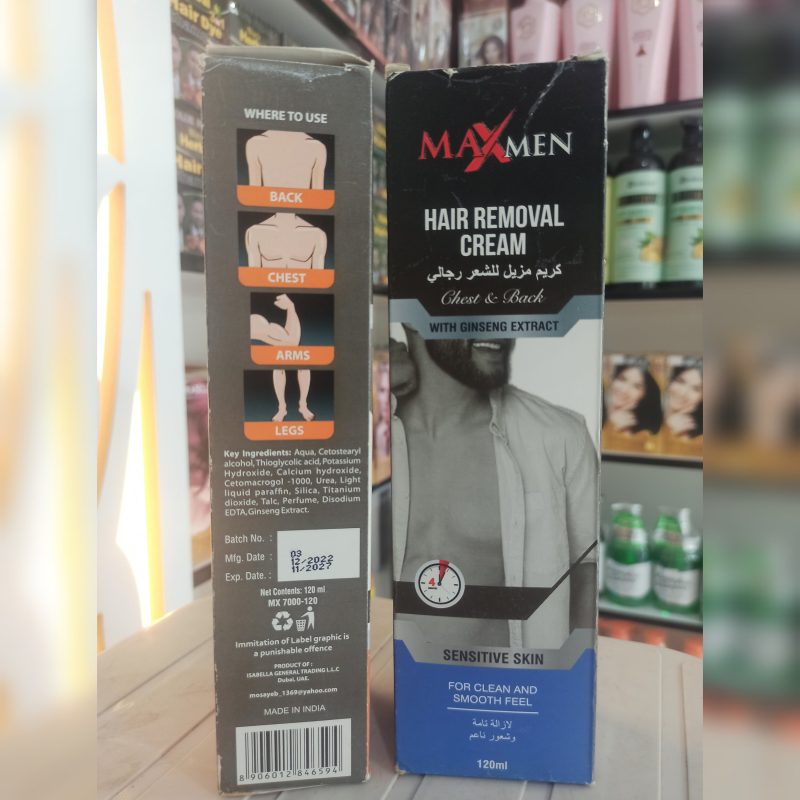 WHERE TO USE
BACK
CHEST
ARMS
LEGS
Key Ingredients: Aqua, Cetostearyl
alcohol, Thioglycolic acid, Potassium
Hydroxide, Calcium hydroxide,
Cetomacrogol -1000, Urea, Light
liquid paraffin, Silica, Titanium
dioxide, Talc, Perfume, Disodium
EDTA,Ginseng Extract.
Batch No. : 03
Mfg. Date : 12/2022
Exp. Date. : 11/2027
Net Contents: 120 ml
MX 7000-120
Immitation of Label graphic is
a punishable offence
PRODUCT OF :
ISABELLA GENERAL TRADING L.L.C
Dubai, UAE.
mosayeb_1369@yahoo.com
MADE IN INDIA
8 906012 846594
MAXMEN
HAIR REMOVAL
CREAM
كريم مزيل للشعر رجالي
Chest & Back
WITH GINSENG EXTRACT
4
SENSITIVE SKIN
FOR CLEAN AND
SMOOTH FEEL
لازالة تامة
وشعور ناعم
120ml
Hair Dye